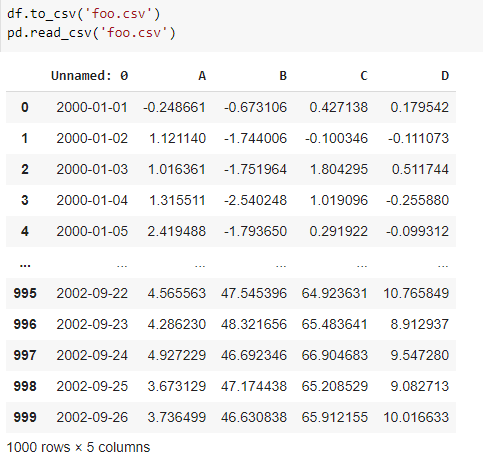 df.to_csv('foo.csv')
pd.read_csv('foo.csv')
Unnamed: 0 A B C D
0 2000-01-01 -0.248661 -0.673106 0.427138 0.179542
1 2000-01-02 1.121140 -1.744006 -0.100346 -0.111073
2 2000-01-03 1.016361 -1.751964 1.804295 0.511744
3 2000-01-04 1.315511 -2.540248 1.019096 -0.255880
4 2000-01-05 2.419488 -1.793650 0.291922 -0.099312
... ... ... ... ... ...
995 2002-09-22 4.565563 47.545396 64.923631 10.765849
996 2002-09-23 4.286230 48.321656 65.483641 8.912937
997 2002-09-24 4.927229 46.692346 66.904683 9.547280
998 2002-09-25 3.673129 47.174438 65.208529 9.082713
999 2002-09-26 3.736499 46.630838 65.912155 10.016633
1000 rows × 5 columns